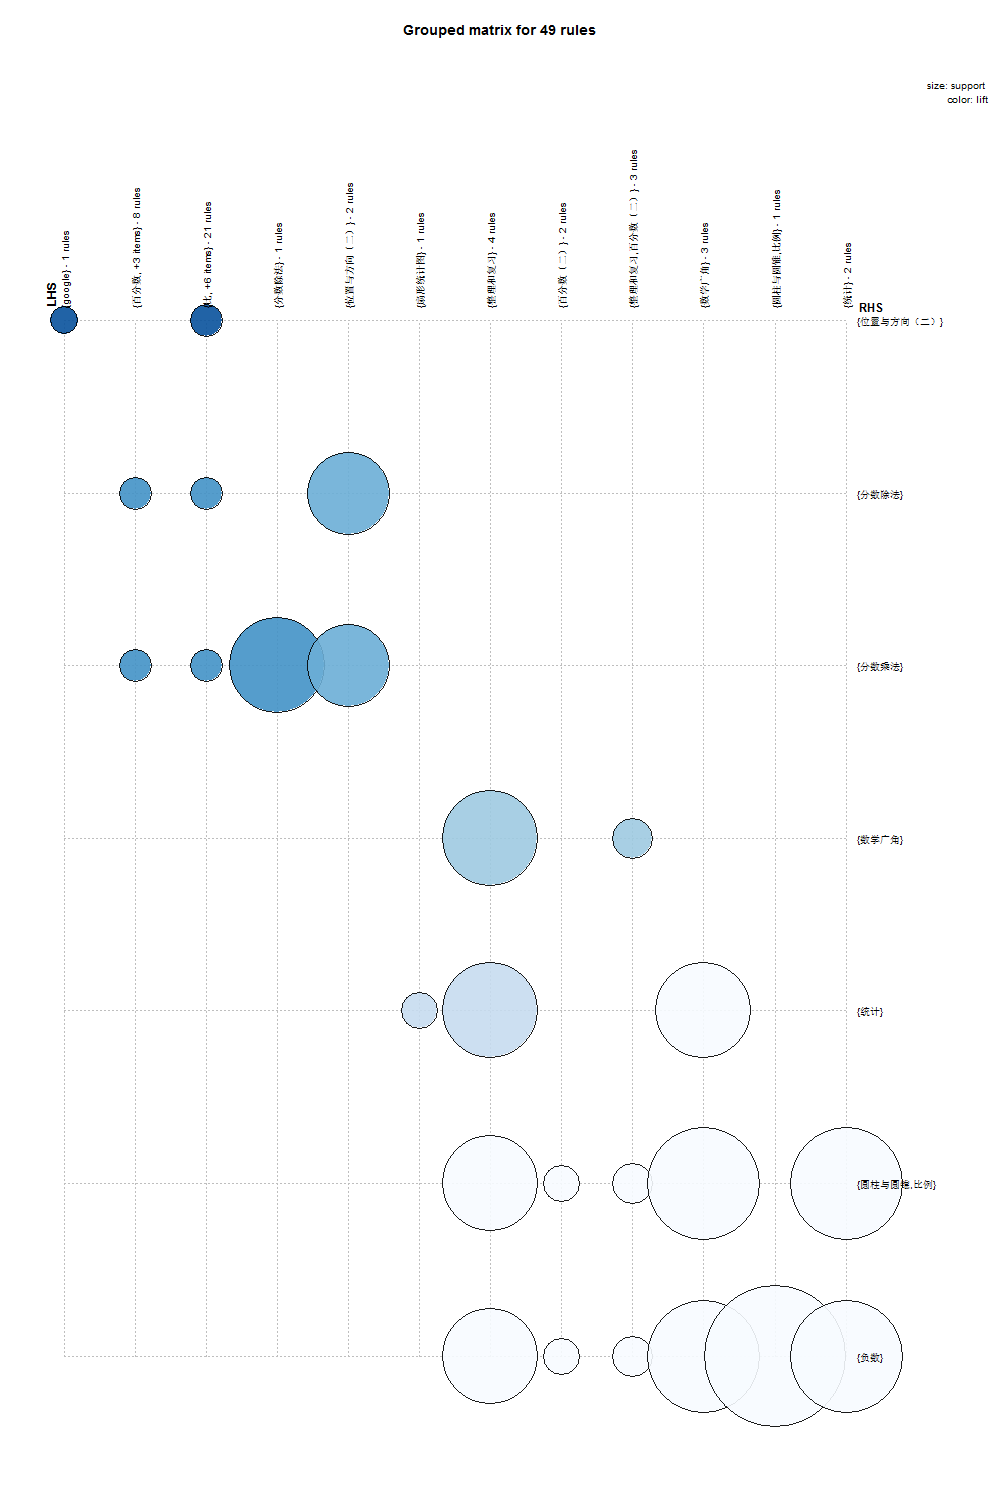 Grouped matrix for 49 rules
size: support
color: lift
LHS
{google} - 1 rules
{百分数, +3 items} - 8 rules
比, +6 items} - 21 rules
{分数除法} - 1 rules
{位置与方向（二）} - 2 rules
{扇形统计图} - 1 rules
{整理和复习} - 4 rules
{百分数（二）} - 2 rules
{整理和复习,百分数（二）} - 3 rules
{数学广角} - 3 rules
{圆柱与圆锥,比例} - 1 rules
{统计} - 2 rules
RHS
{位置与方向（二）}
{分数除法}
{分数乘法}
{数学广角}
{统计}
{圆柱与圆锥,比例}
{负数}